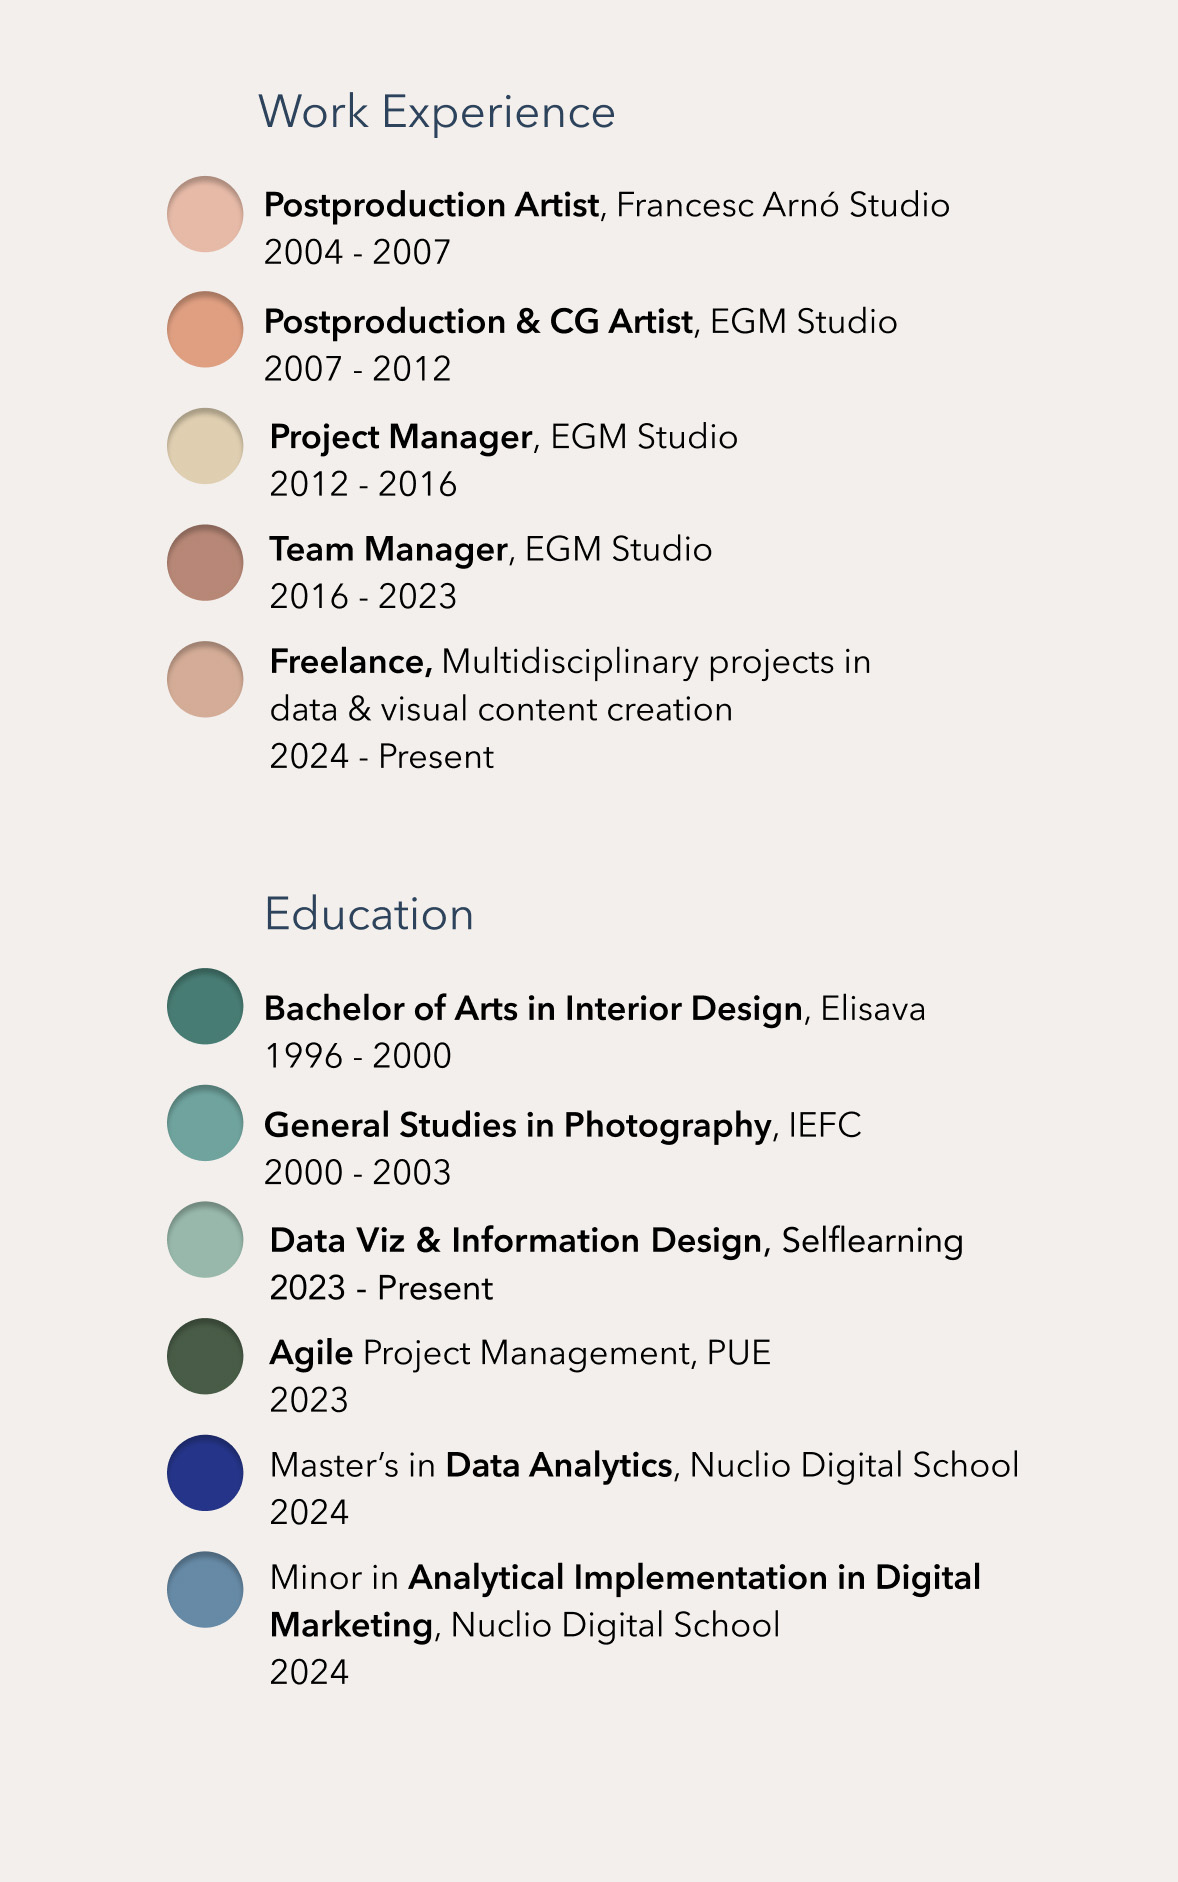 Work Experience
Postproduction Artist, Francesc Arnó Studio
2004 - 2007
Postproduction & CG Artist, EGM Studio
2007 - 2012
Project Manager, EGM Studio
2012 - 2016
Team Manager, EGM Studio
2016 - 2023
Freelance, Multidisciplinary projects in
data & visual content creation
2024 - Present
Education
Bachelor of Arts in Interior Design, Elisava
1996 - 2000
General Studies in Photography, IEFC
2000 - 2003
Data Viz & Information Design, Selflearning
2023 - Present
Agile Project Management, PUE
2023
Master’s in Data Analytics, Nuclio Digital School
2024
Minor in Analytical Implementation in Digital
Marketing, Nuclio Digital School
2024